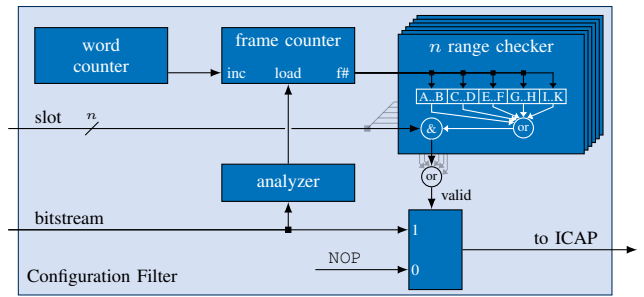 word
counter
frame counter
inc load f#
n range checker
A..B C..D E..F G..H I..K
slot n
& or
analyzer
or
valid
bitstream
1
to ICAP
NOP
0
Configuration Filter